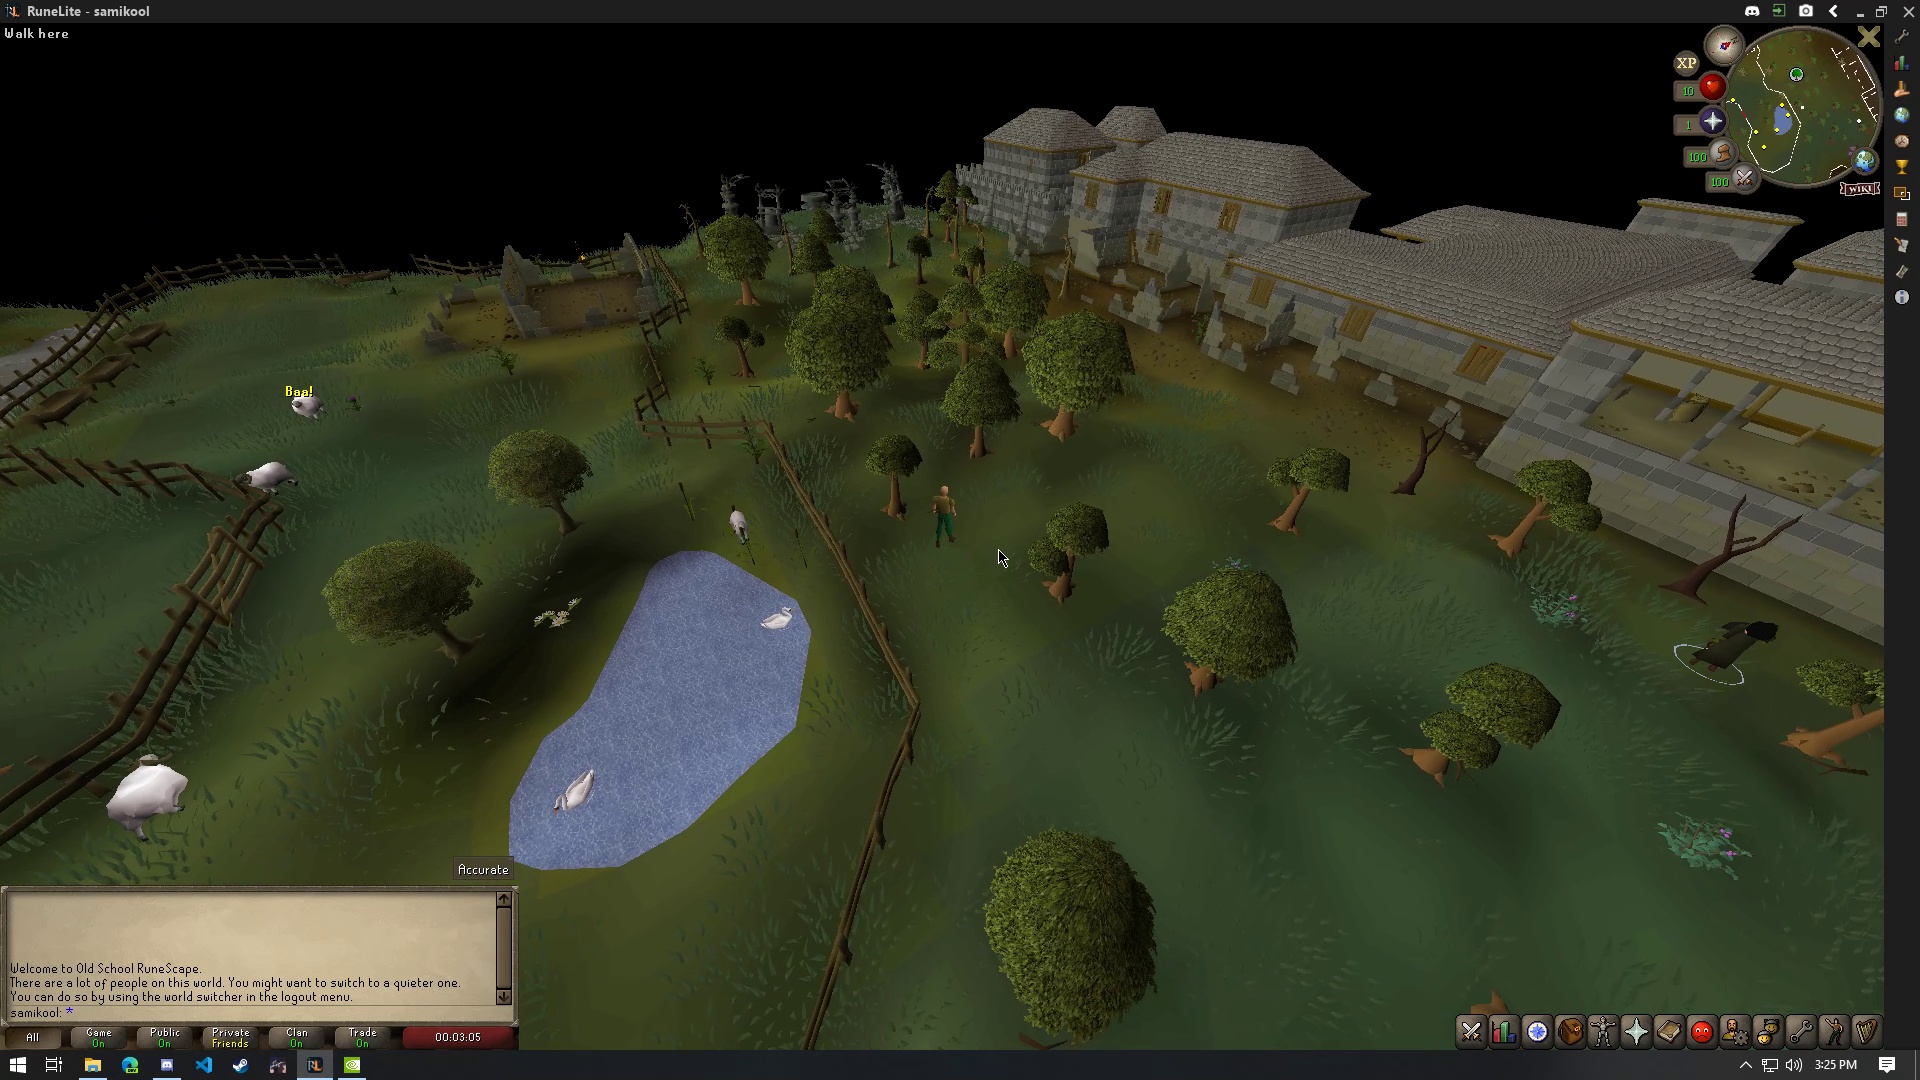 RuneLite - samikool
Walk here
XP
10
1
100
100
WIKI
Baa!
Accurate
Welcome to Old School RuneScape.
There are a lot of people on this world. You might want to switch to a quieter one.
You can do so by using the world switcher in the logout menu.
samikool: *
All
Game
On
Public
On
Private
Friends
Clan
On
Trade
On
00:03:05
3:25 PM